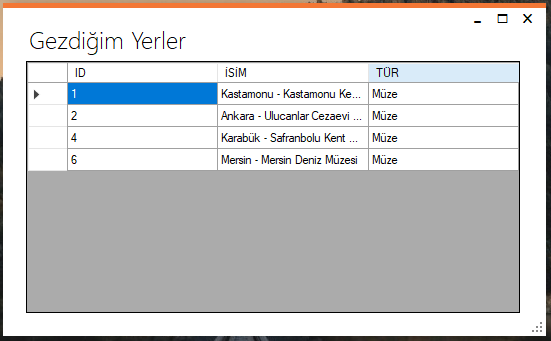 Gezdiğim Yerler
ID İSİM TÜR
1 Kastamonu - Kastamonu Ke... Müze
2 Ankara - Ulucanlar Cezaevi ... Müze
4 Karabük - Safranbolu Kent ... Müze
6 Mersin - Mersin Deniz Müzesi Müze